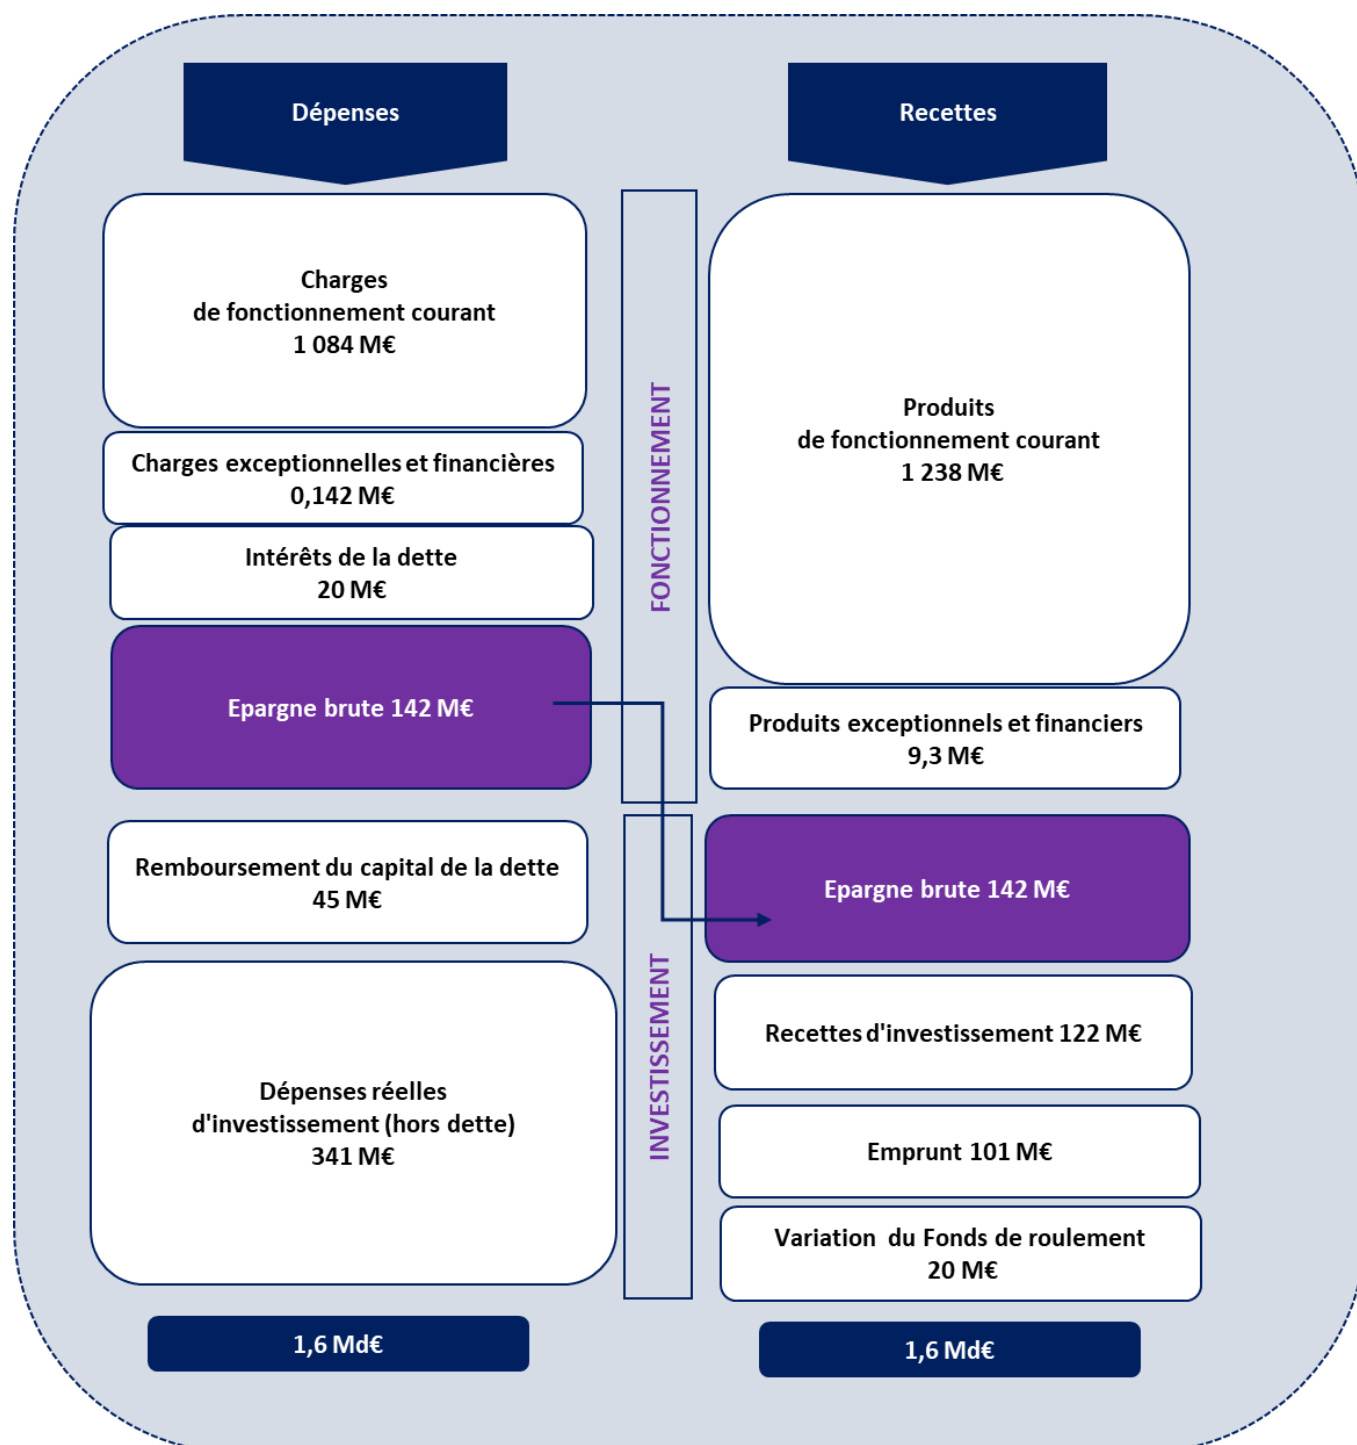 Dépenses
Charges
de fonctionnement courant
1 084 M€
Charges exceptionnelles et financières
0,142 M€
Intérêts de la dette
20 M€
Epargne brute 142 M€
Remboursement du capital de la dette
45 M€
Dépenses réelles
d'investissement (hors dette)
341 M€
1,6 Md€
FONCTIONNEMENT
INVESTISSEMENT
Recettes
Produits
de fonctionnement courant
1 238 M€
Produits exceptionnels et financiers
9,3 M€
Epargne brute 142 M€
Recettes d'investissement 122 M€
Emprunt 101 M€
Variation du Fonds de roulement
20 M€
1,6 Md€